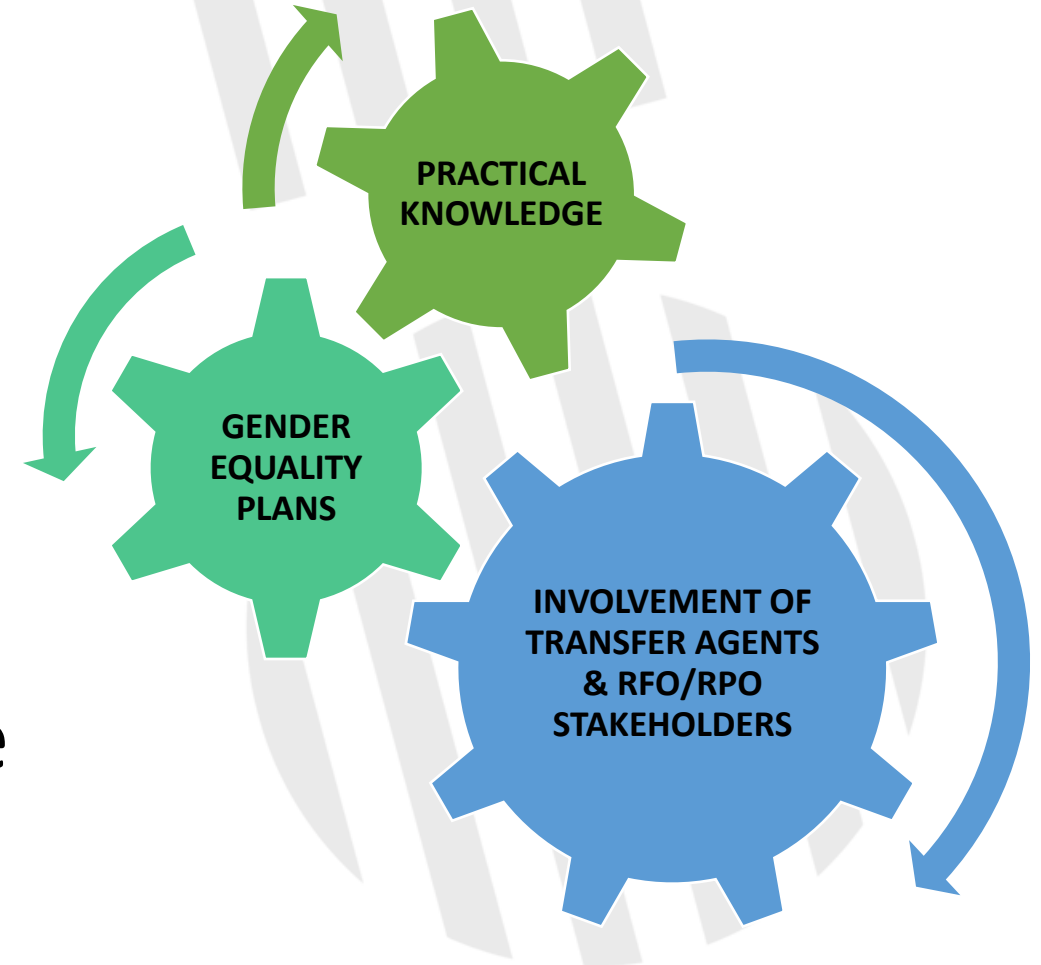 PRACTICAL
KNOWLEDGE
GENDER
EQUALITY
PLANS
INVOLVEMENT OF
TRANSFER AGENTS
& RFO/RPO
STAKEHOLDERS
e